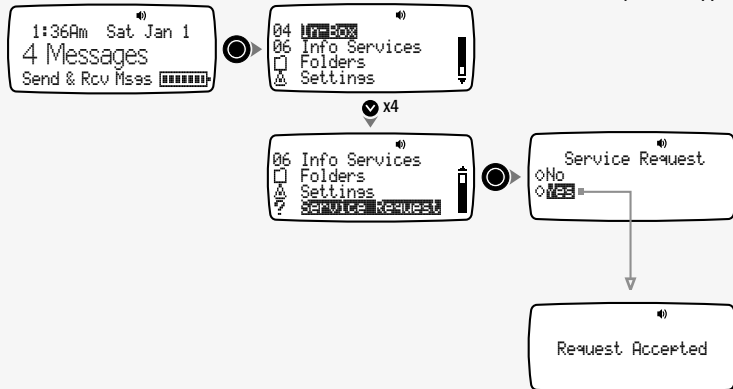 1:36Am Sat Jan 1
4 Messages
Send & Rcv Msgs
04 In-Box
06 Info Services
Folders
Settings
x4
06 Info Services
Folders
Settings
? Service Request
Service Request
No
Yes
Request Accepted